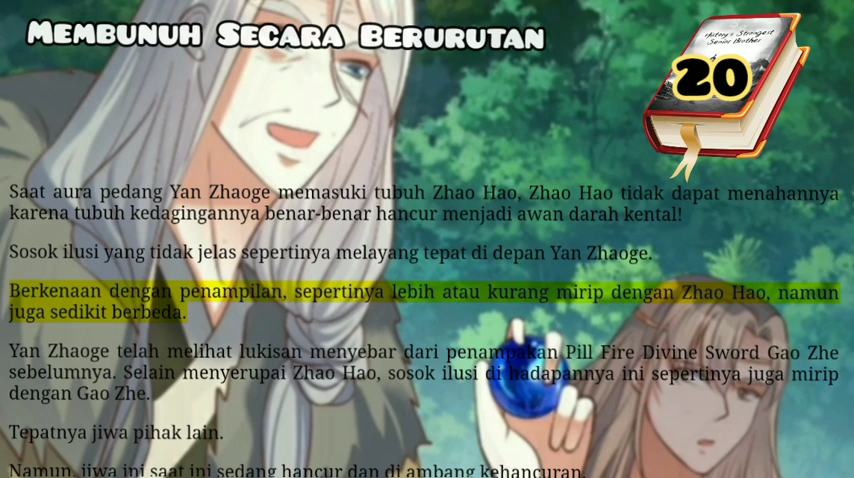 Membunuh Secara Berurutan
History's Strongest
Senior Brother
20
Saat aura pedang Yan Zhaoge memasuki tubuh Zhao Hao, Zhao Hao tidak dapat menahannya
karena tubuh kedagingannya benar-benar hancur menjadi awan darah kental!
Sosok ilusi yang tidak jelas sepertinya melayang tepat di depan Yan Zhaoge.
Berkenaan dengan penampilan, sepertinya lebih atau kurang mirip dengan Zhao Hao, namun
juga sedikit berbeda.
Yan Zhaoge telah melihat lukisan menyebar dari penampakan Pill Fire Divine Sword Gao Zhe
sebelumnya. Selain menyerupai Zhao Hao, sosok ilusi di hadapannya ini sepertinya juga mirip
dengan Gao Zhe.
Tepatnya jiwa pihak lain.
Namun, jiwa ini saat ini sedang hancur dan di ambang kehancuran.